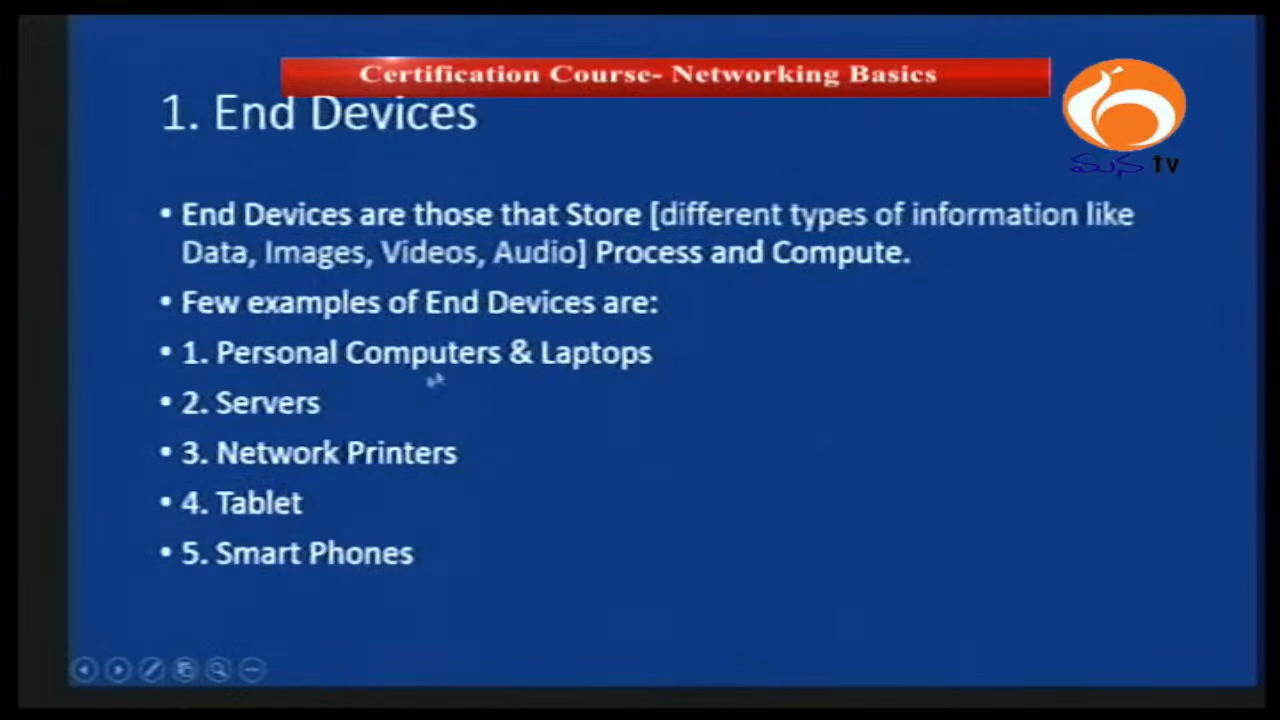 Certification Course- Networking Basics
1. End Devices
మన tv
• End Devices are those that Store [different types of information like
Data, Images, Videos, Audio] Process and Compute.
• Few examples of End Devices are:
• 1. Personal Computers & Laptops
• 2. Servers
• 3. Network Printers
• 4. Tablet
• 5. Smart Phones